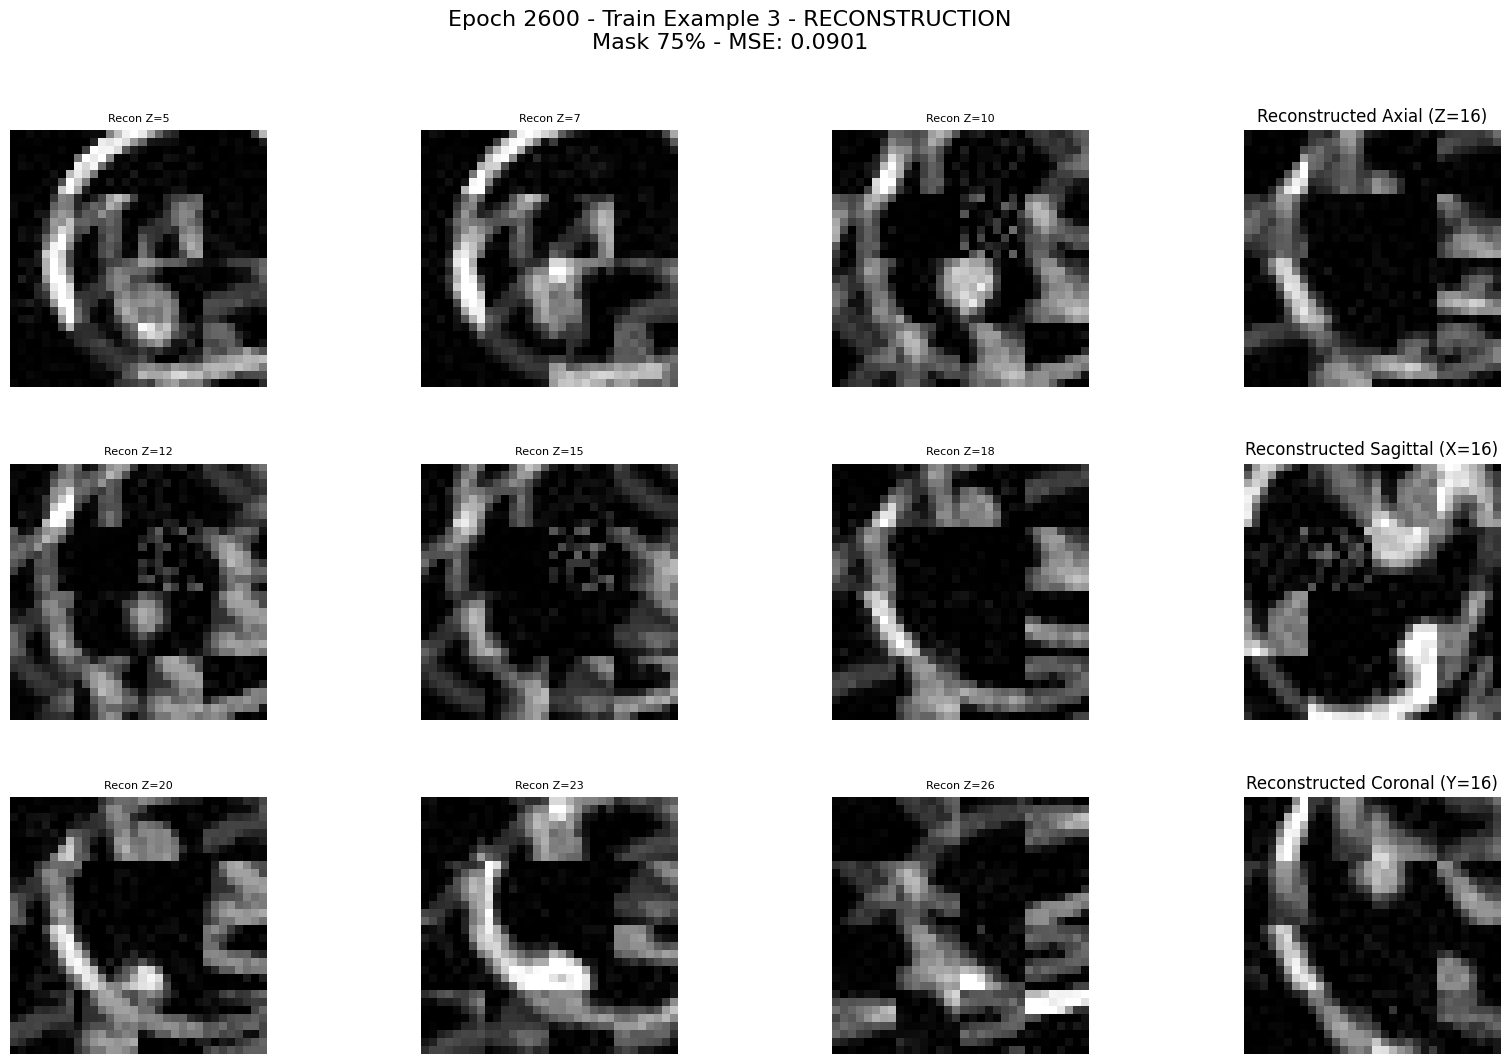 Epoch 2600 - Train Example 3 - RECONSTRUCTION
Mask 75% - MSE: 0.0901
Recon Z=5
Recon Z=7
Recon Z=10
Reconstructed Axial (Z=16)
Recon Z=12
Recon Z=15
Recon Z=18
Reconstructed Sagittal (X=16)
Recon Z=20
Recon Z=23
Recon Z=26
Reconstructed Coronal (Y=16)